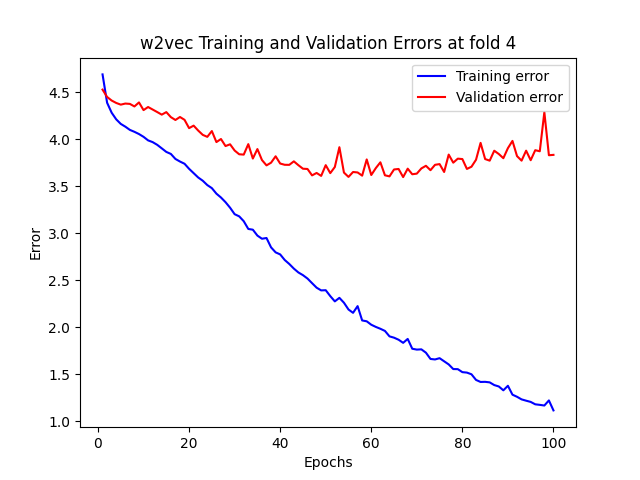 w2vec Training and Validation Errors at fold 4
Training error
Validation error
4.5
4.0
3.5
3.0
2.5
2.0
1.5
1.0
Error
0 20 40 60 80 100
Epochs